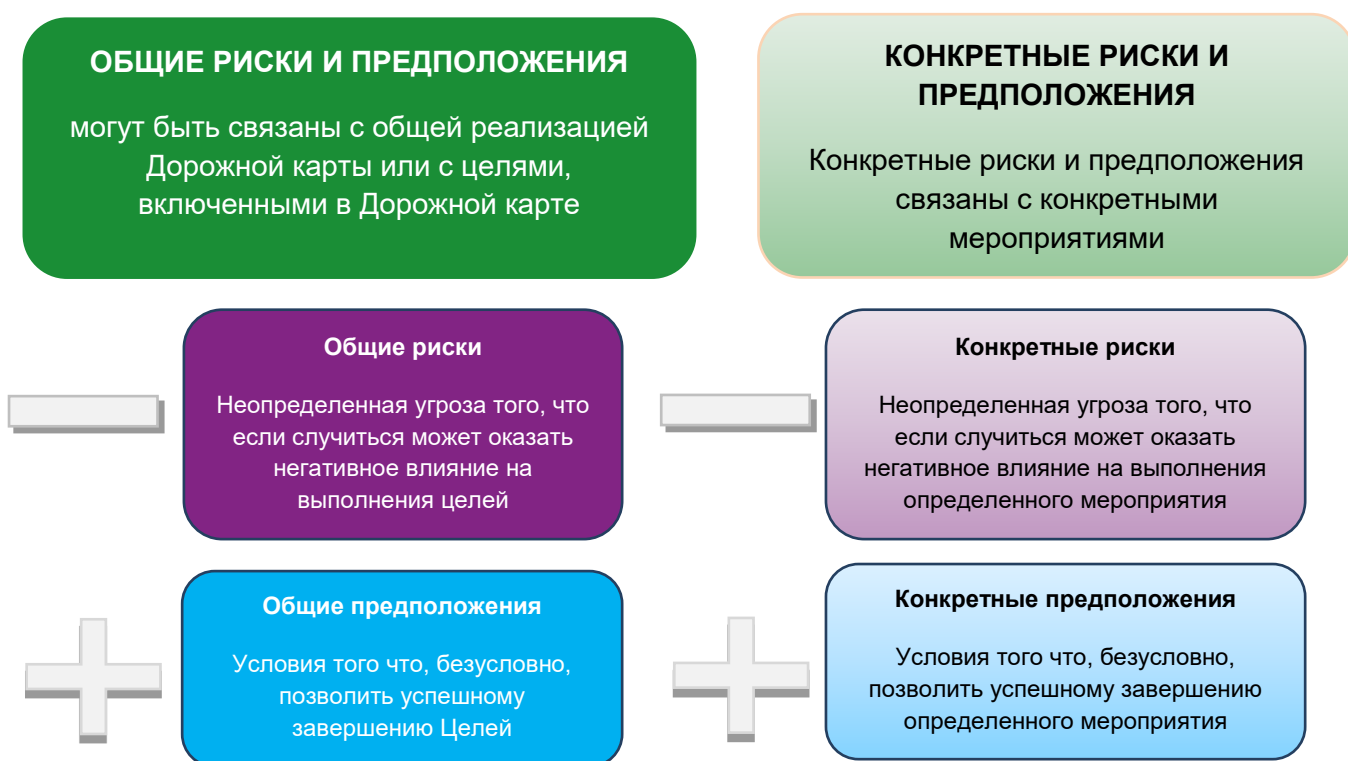 ОБЩИЕ РИСКИ И ПРЕДПОЛОЖЕНИЯ
могут быть связаны с общей реализацией
Дорожной карты или с целями,
включенными в Дорожной карте
КОНКРЕТНЫЕ РИСКИ И
ПРЕДПОЛОЖЕНИЯ
Конкретные риски и предположения
связаны с конкретными
мероприятиями
Общие риски
Неопределенная угроза того, что
если случиться может оказать
негативное влияние на
выполнения целей
Конкретные риски
Неопределенная угроза того, что
если случиться может оказать
негативное влияние на выполнения
определенного мероприятия
Общие предположения
Условия того что, безусловно,
позволить успешному
завершению Целей
Конкретные предположения
Условия того что, безусловно,
позволить успешному завершению
определенного мероприятия